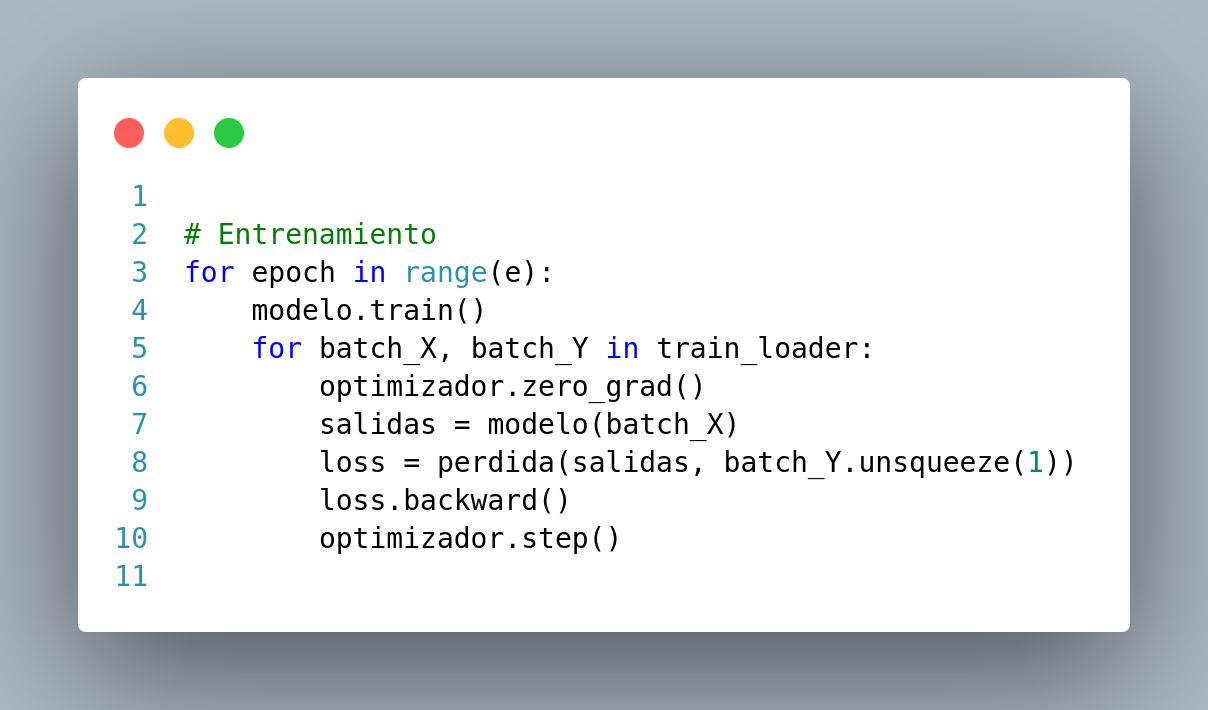 1
2 # Entrenamiento
3 for epoch in range(e):
4     modelo.train()
5     for batch_X, batch_Y in train_loader:
6         optimizador.zero_grad()
7         salidas = modelo(batch_X)
8         loss = perdida(salidas, batch_Y.unsqueeze(1))
9         loss.backward()
10         optimizador.step()
11